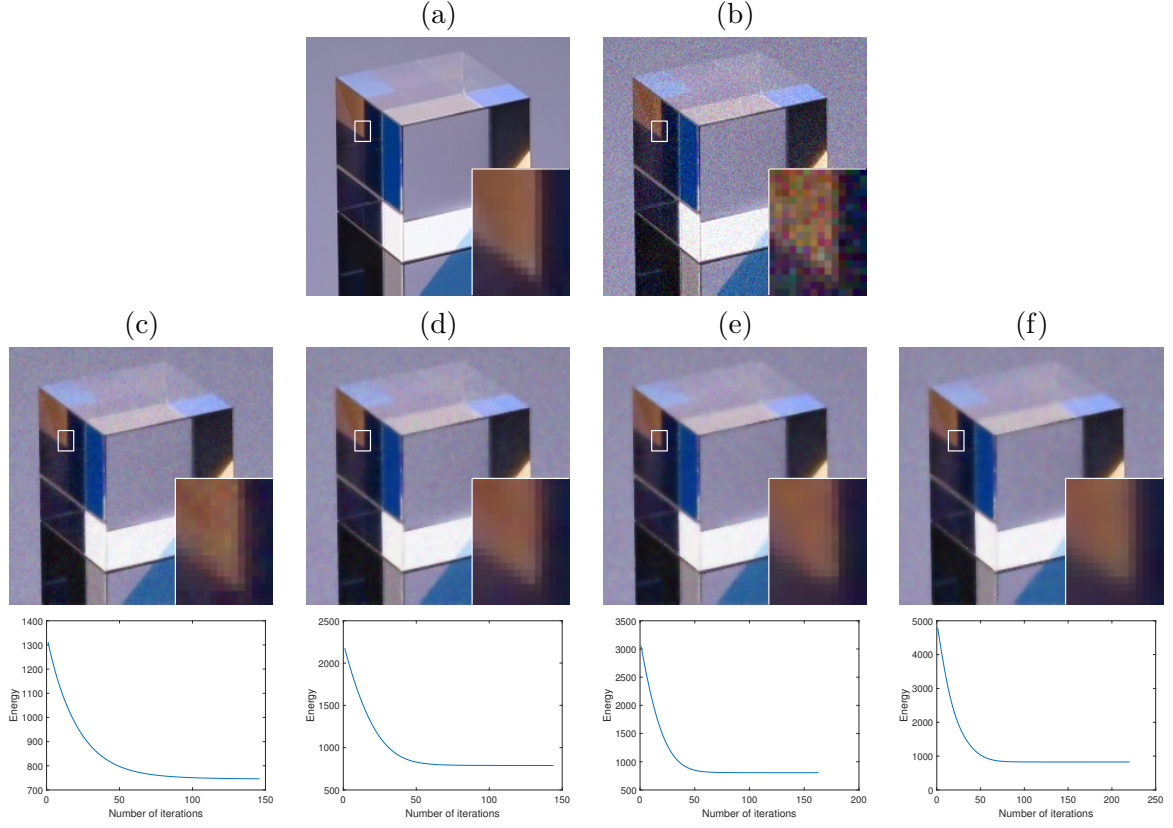 (a) (b)
(c) (d) (e) (f)
1400 1300 1200 1100 1000 900 800 700
Energy
0 50 100 150
Number of iterations
2500 2000 1500 1000 500
Energy
0 50 100 150
Number of iterations
3500 3000 2500 2000 1500 1000 500
Energy
0 50 100 150 200
Number of iterations
5000 4000 3000 2000 1000 0
Energy
0 50 100 150 200 250
Number of iterations